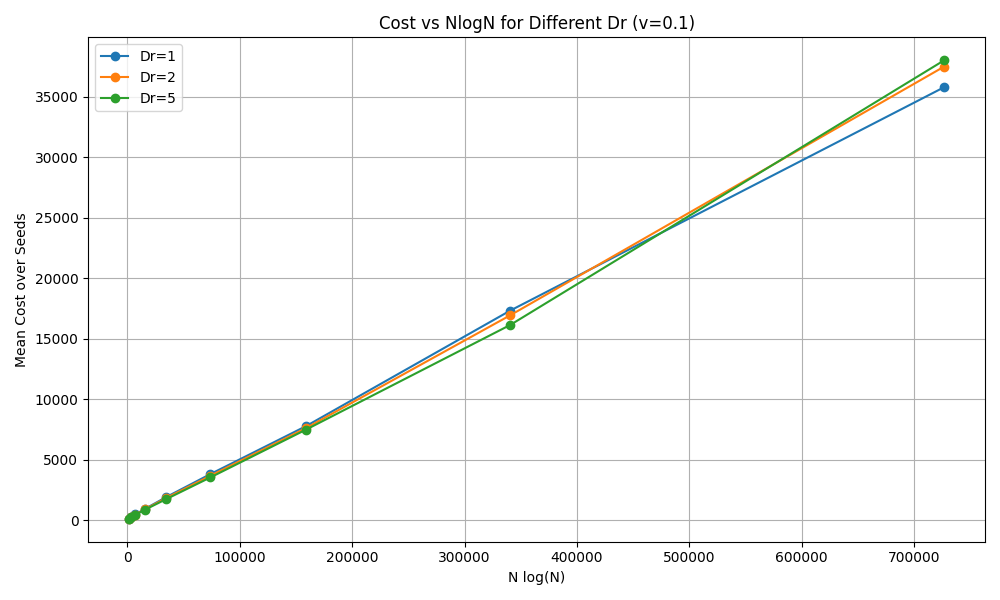 Cost vs NlogN for Different Dr (v=0.1)
Dr=1
Dr=2
Dr=5
Mean Cost over Seeds
35000
30000
25000
20000
15000
10000
5000
0
0 100000 200000 300000 400000 500000 600000 700000
N log(N)